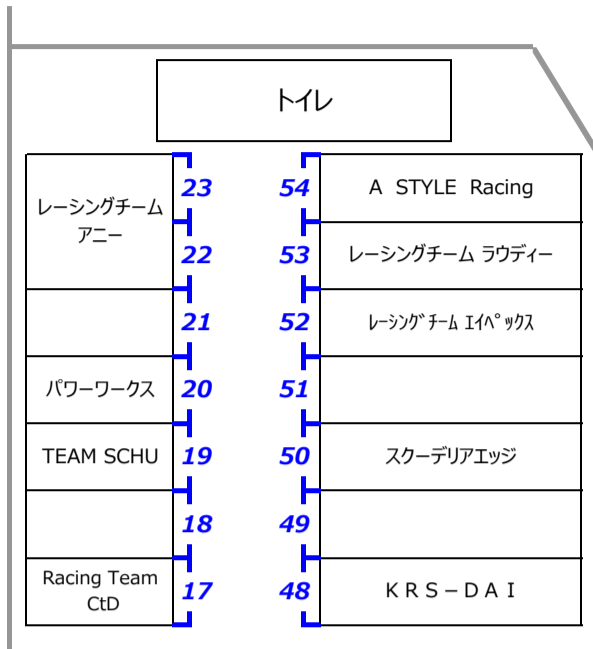 トイレ
レーシングチーム
アニー
23
54
A STYLE Racing
22
53
レーシングチーム ラウディー
21
52
ﾚｰｼﾝｸﾞﾁｰﾑ ｴｲﾍﾟｯｸｽ
パワーワークス
20
51
TEAM SCHU
19
50
スクーデリアエッジ
18
49
Racing Team
CtD
17
48
ＫＲＳ－ＤＡＩ